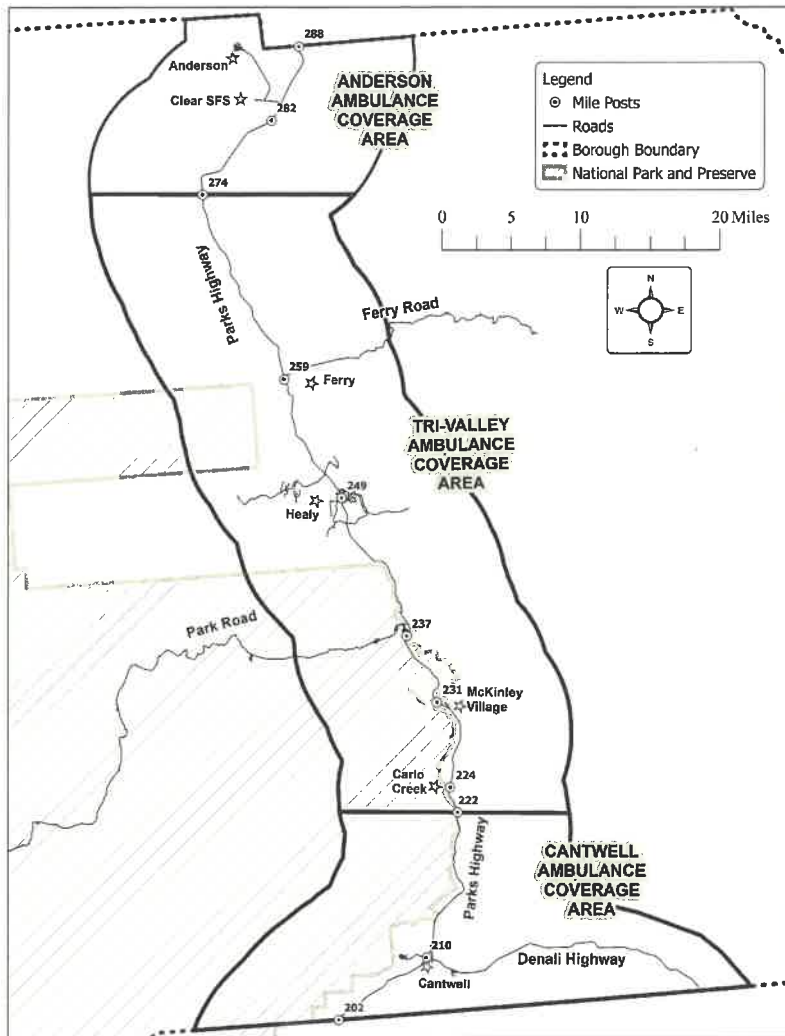 288
Anderson
Clear SFS
282
ANDERSON
AMBULANCE
COVERAGE
AREA
Legend
Mile Posts
Roads
Borough Boundary
National Park and Preserve
274
0 5 10 20 Miles
N
W E
S
Parks Highway
Ferry Road
259
Ferry
TRI-VALLEY
AMBULANCE
COVERAGE
AREA
249
Healy
237
Park Road
231
McKinley
Village
Carlo
Creek
224
222
Parks Highway
CANTWELL
AMBULANCE
COVERAGE
AREA
210
Cantwell
Denali Highway
202